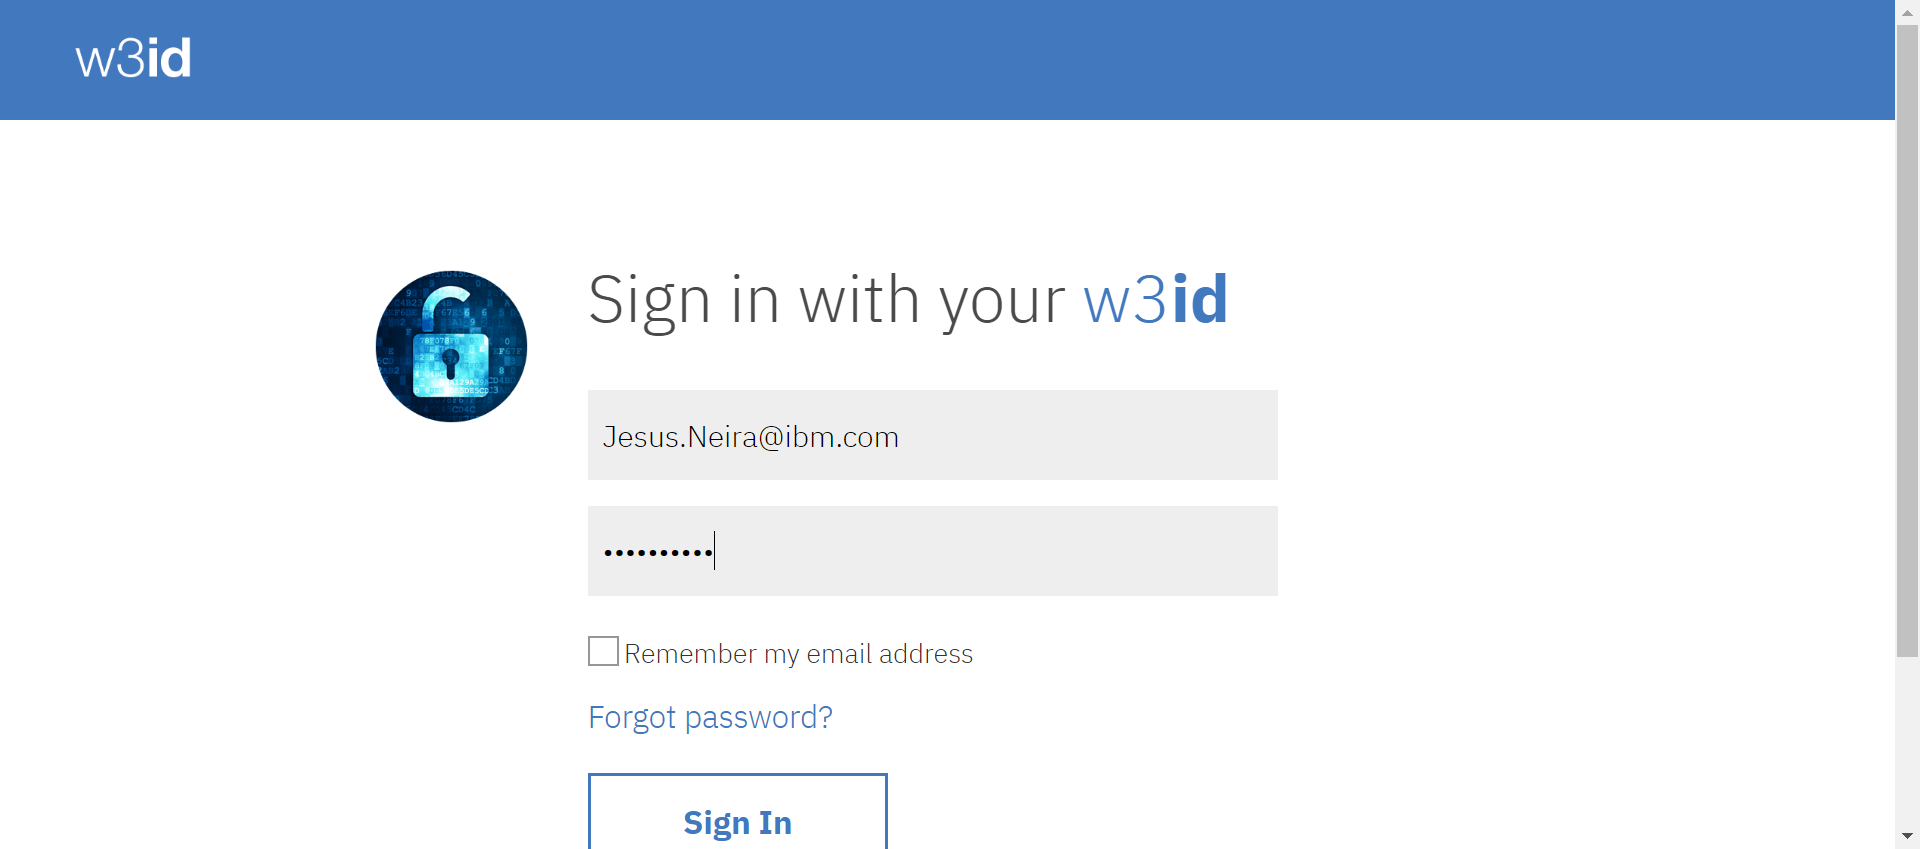 w3id
Sign in with your w3id
Jesus.Neira@ibm.com
••••••••••
Remember my email address
Forgot password?
Sign In